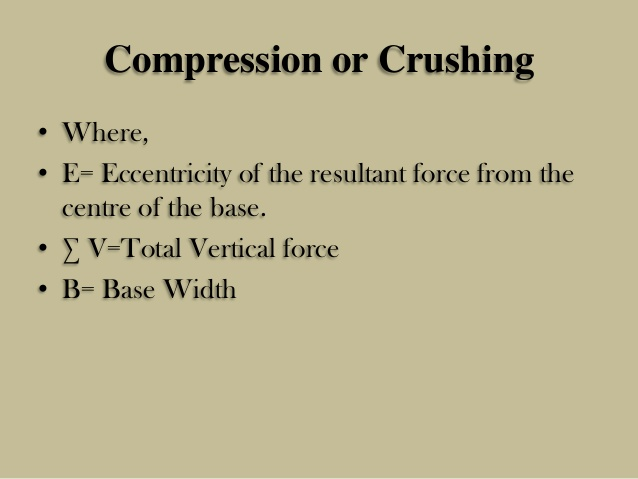 Compression or Crushing
• Where,
• E= Eccentricity of the resultant force from the
centre of the base.
• ∑ V=Total Vertical force
• B= Base Width